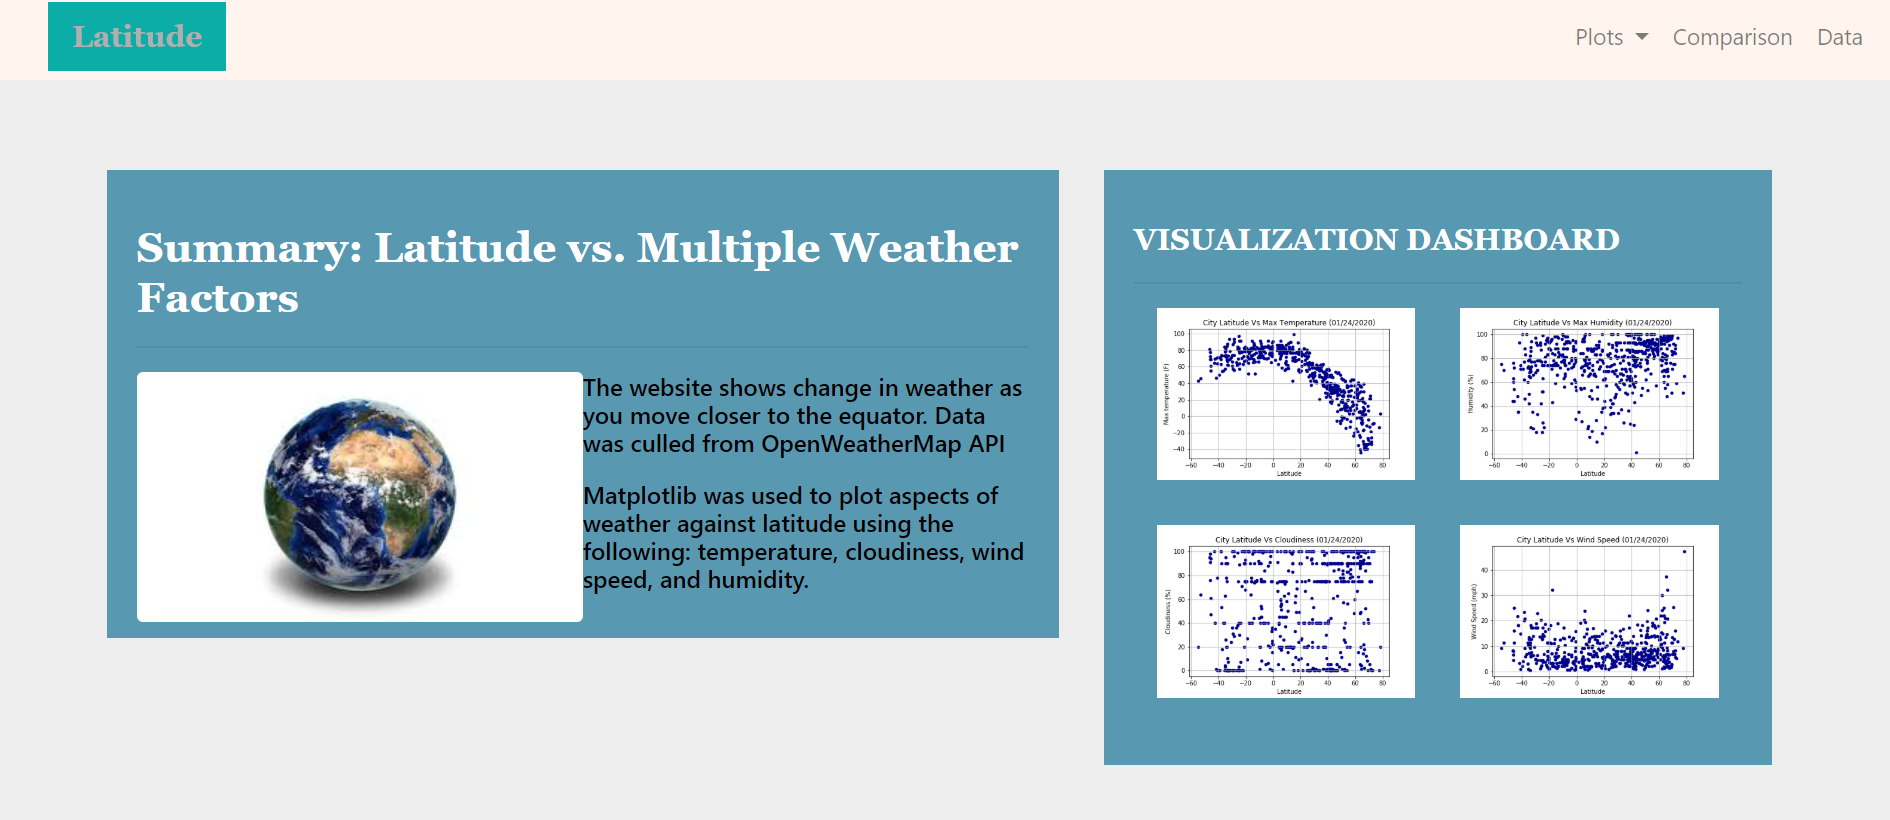 Latitude
Plots
Comparison
Data
Summary: Latitude vs. Multiple Weather
Factors
The website shows change in weather as
you move closer to the equator. Data
was culled from OpenWeatherMap API
Matplotlib was used to plot aspects of
weather against latitude using the
following: temperature, cloudiness, wind
speed, and humidity.
VISUALIZATION DASHBOARD
City Latitude Vs Max Temperature (01/24/2020)
Max temperature (F)
100
80
60
40
20
0
−20
−40
−60 −40 −20 0 20 40 60 80
Latitude
City Latitude Vs Max Humidity (01/24/2020)
Humidity (%)
100
80
60
40
20
0
−60 −40 −20 0 20 40 60 80
Latitude
City Latitude Vs Cloudiness (01/24/2020)
Cloudiness (%)
100
80
60
40
20
0
−60 −40 −20 0 20 40 60 80
Latitude
City Latitude Vs Wind Speed (01/24/2020)
Wind Speed (mph)
40
30
20
10
0
−60 −40 −20 0 20 40 60 80
Latitude